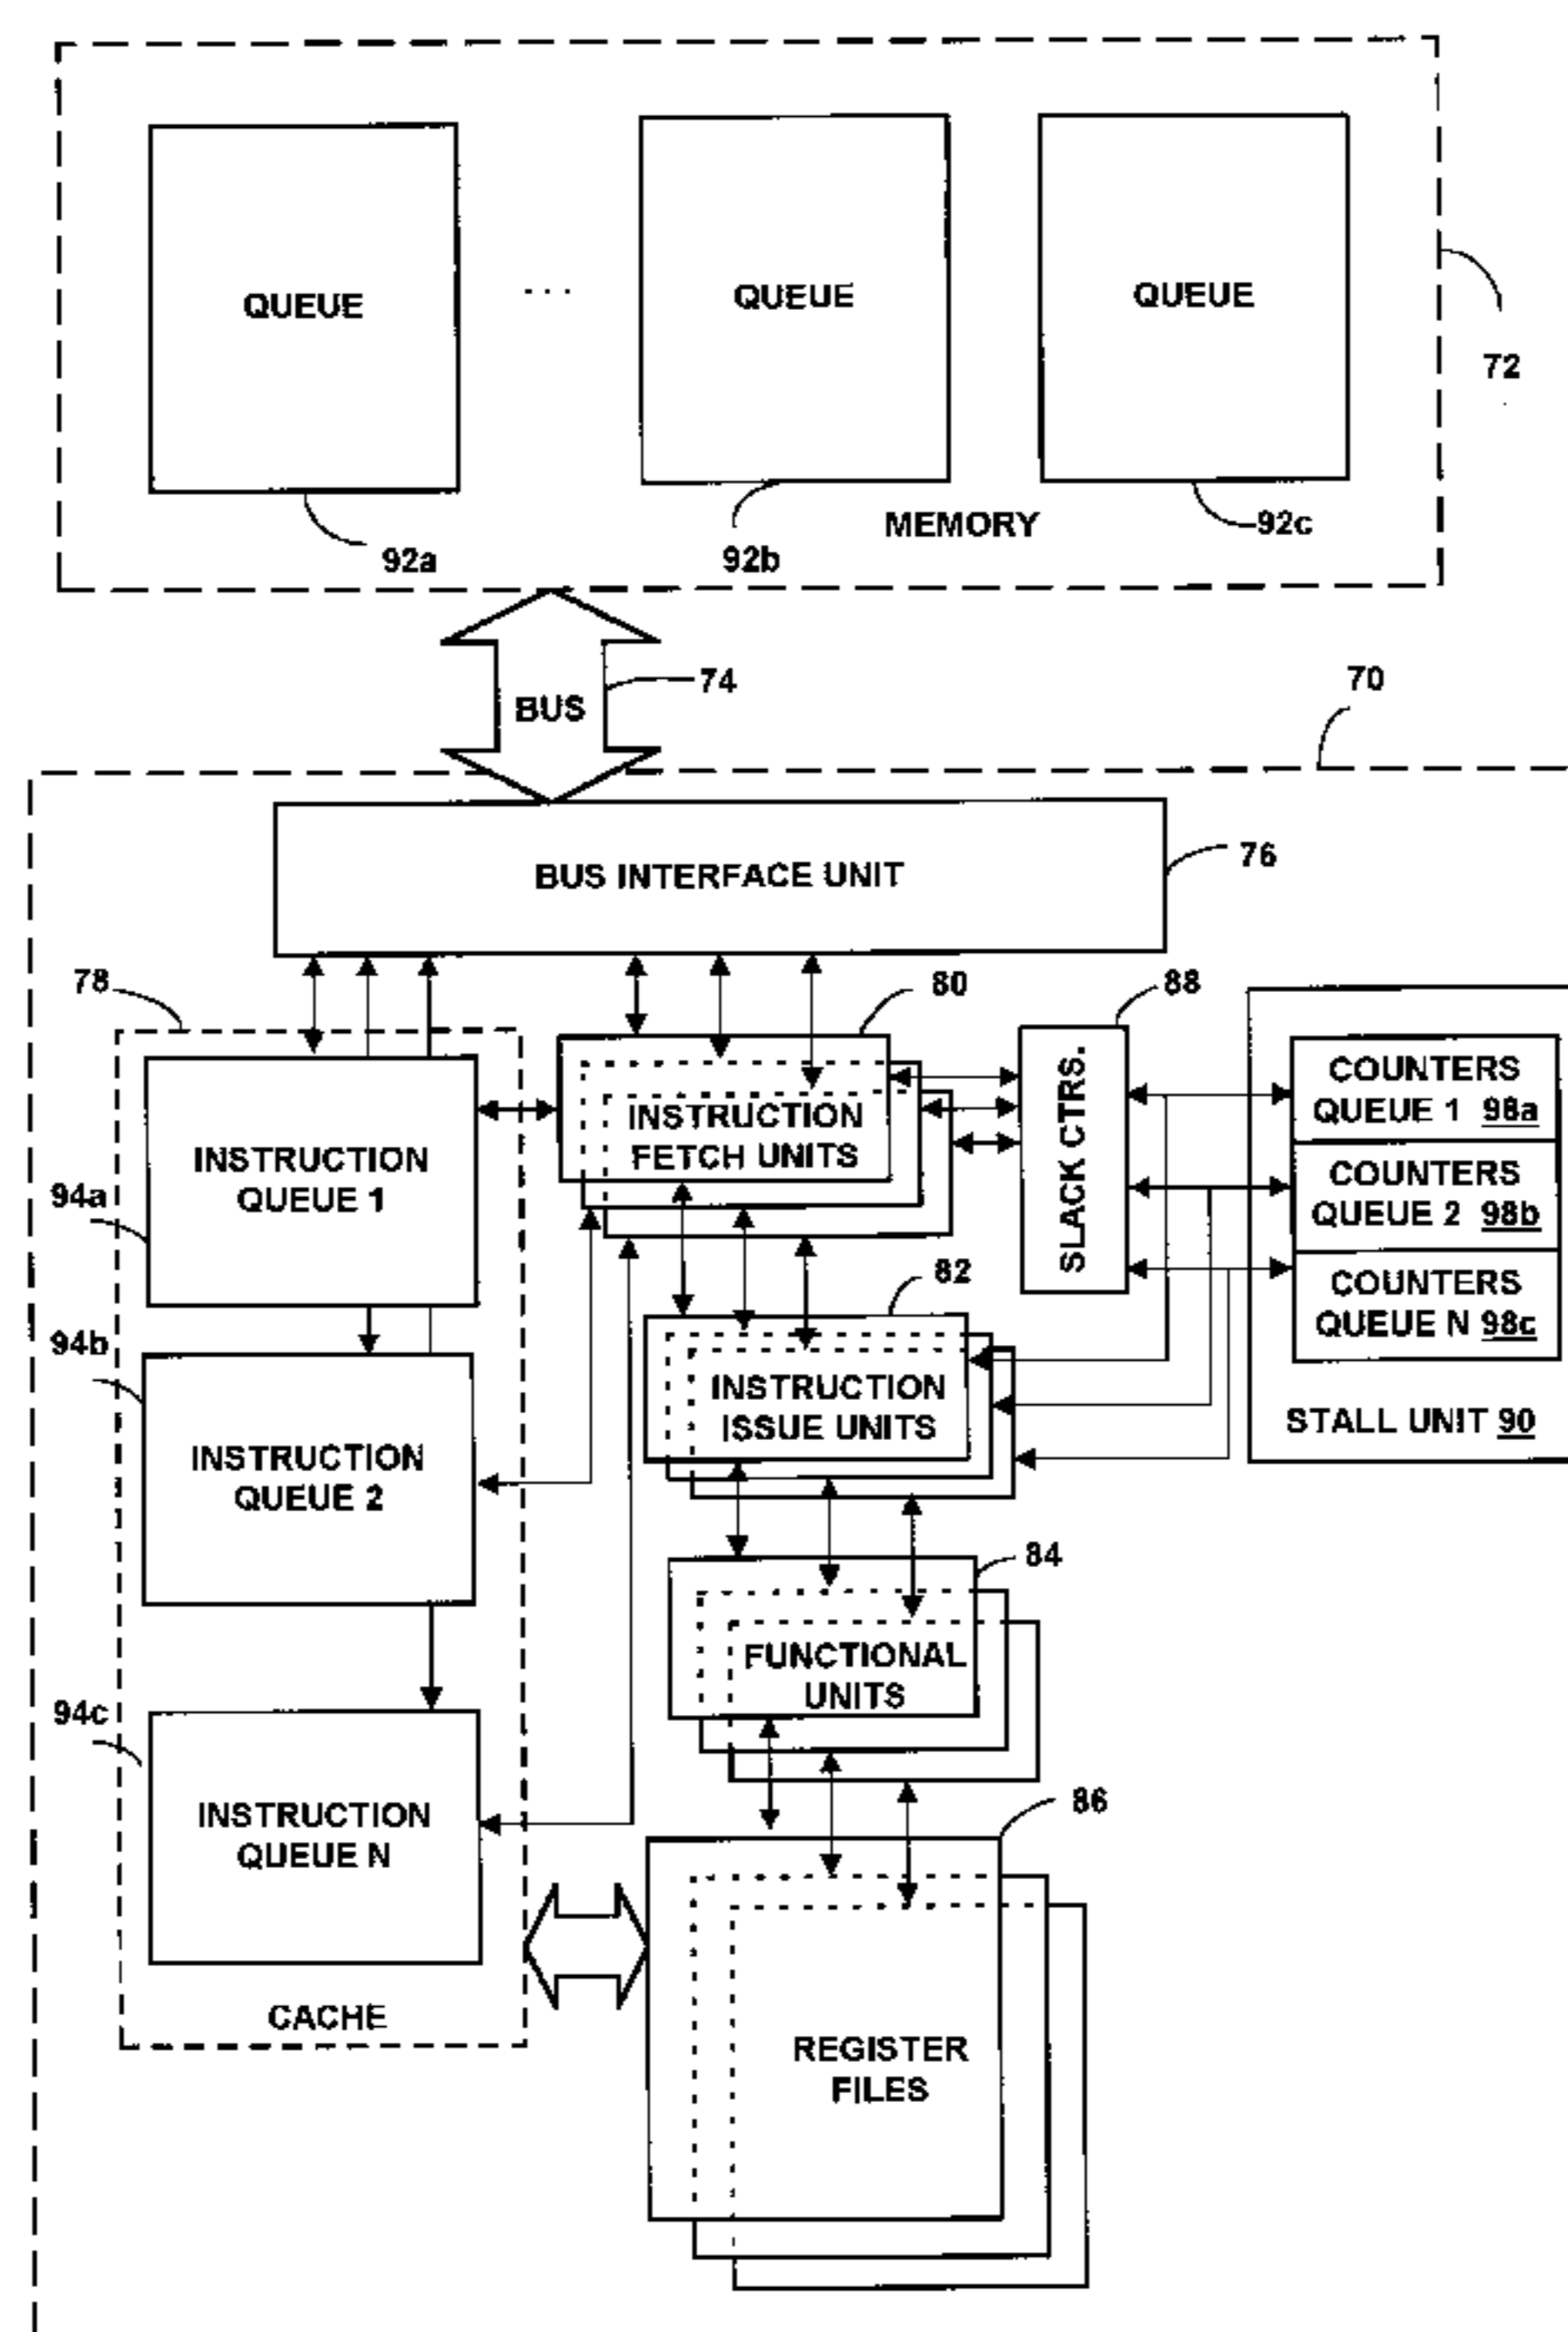 QUEUE
. . .
QUEUE
QUEUE
72
MEMORY
92a
92b
92c
BUS
74
70
BUS INTERFACE UNIT
76
78
80
88
INSTRUCTION
QUEUE 1
94a
INSTRUCTION
FETCH UNITS
SLACK CTRS.
COUNTERS
QUEUE 1 98a
COUNTERS
QUEUE 2 98b
COUNTERS
QUEUE N 98c
STALL UNIT 90
82
94b
INSTRUCTION
ISSUE UNITS
INSTRUCTION
QUEUE 2
84
FUNCTIONAL
UNITS
94c
INSTRUCTION
QUEUE N
86
CACHE
REGISTER
FILES